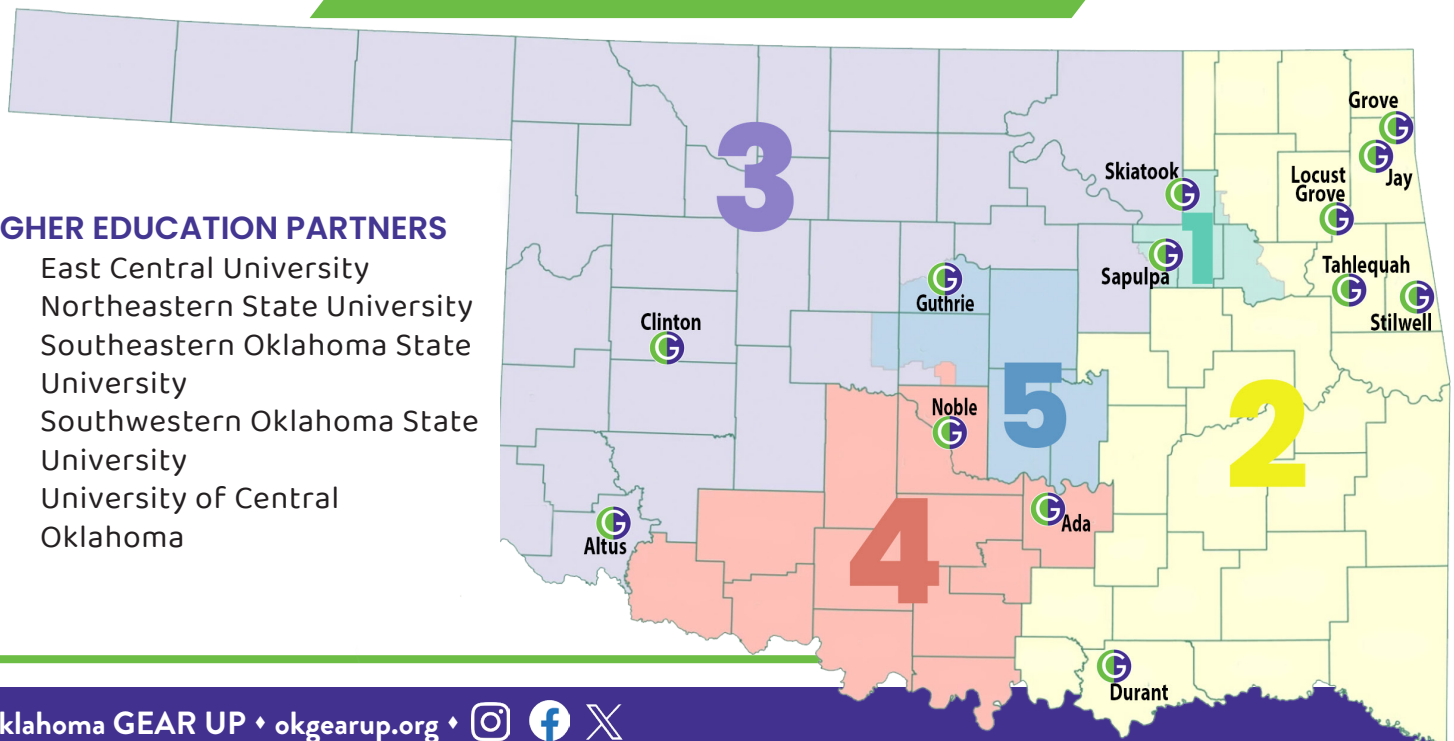 GHER EDUCATION PARTNERS
East Central University
Northeastern State University
Southeastern Oklahoma State
University
Southwestern Oklahoma State
University
University of Central
Oklahoma
3
Grove
Jay
Skiatook
Locust
Grove
1
Sapulpa
Tahlequah
Stilwell
Guthrie
Clinton
5
Noble
2
4
Ada
Altus
Durant
klahoma GEAR UP • okgearup.org •